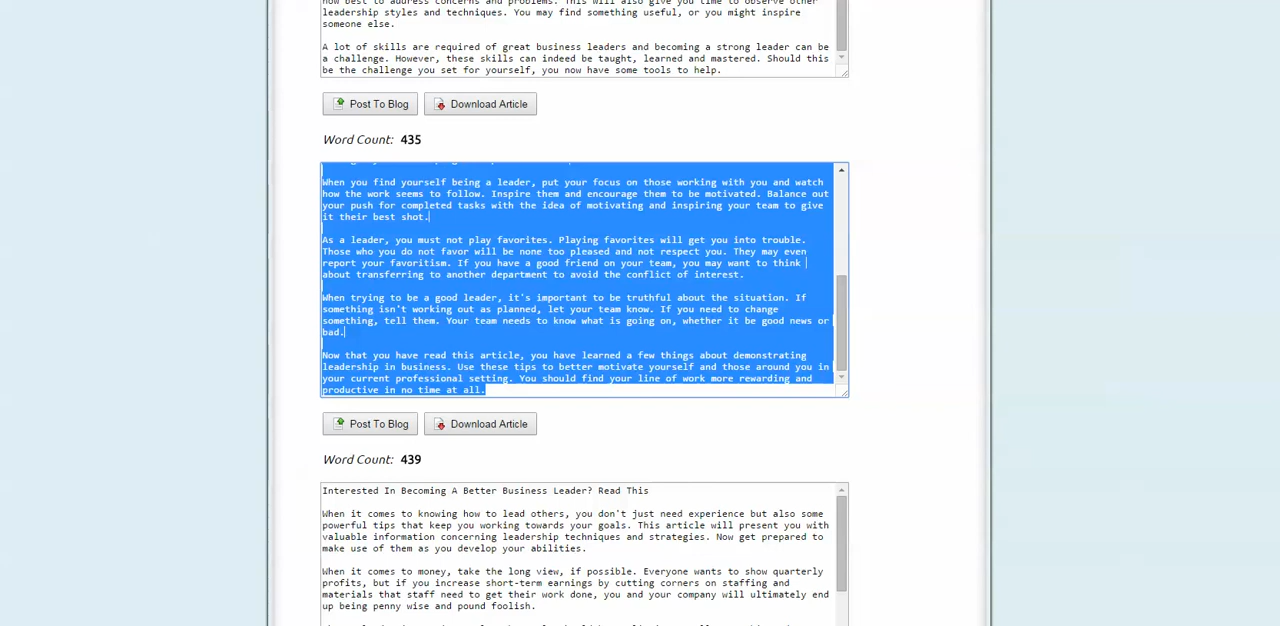 how best to address concerns and problems. This will also give you time to observe other
leadership styles and techniques. You may find something useful, or you might inspire
someone else.
A lot of skills are required of great business leaders and becoming a strong leader can be
a challenge. However, these skills can indeed be taught, learned and mastered. Should this
be the challenge you set for yourself, you now have some tools to help.
Post To Blog
Download Article
Word Count: 435
When you find yourself being a leader, put your focus on those working with you and watch
how the work seems to follow. Inspire them and encourage them to be motivated. Balance out
your push for completed tasks with the idea of motivating and inspiring your team to give
it their best shot.
As a leader, you must not play favorites. Playing favorites will get you into trouble.
Those who you do not favor will be none too pleased and not respect you. They may even
report your favoritism. If you have a good friend on your team, you may want to think
about transferring to another department to avoid the conflict of interest.
When trying to be a good leader, it's important to be truthful about the situation. If
something isn't working out as planned, let your team know. If you need to change
something, tell them. Your team needs to know what is going on, whether it be good news or
bad.
Now that you have read this article, you have learned a few things about demonstrating
leadership in business. Use these tips to better motivate yourself and those around you in
your current professional setting. You should find your line of work more rewarding and
productive in no time at all.
Post To Blog
Download Article
Word Count: 439
Interested In Becoming A Better Business Leader? Read This
When it comes to knowing how to lead others, you don't just need experience but also some
powerful tips that keep you working towards your goals. This article will present you with
valuable information concerning leadership techniques and strategies. Now get prepared to
make use of them as you develop your abilities.
When it comes to money, take the long view, if possible. Everyone wants to show quarterly
profits, but if you increase short-term earnings by cutting corners on staffing and
materials that staff need to get their work done, you and your company will ultimately end
up being penny wise and pound foolish.